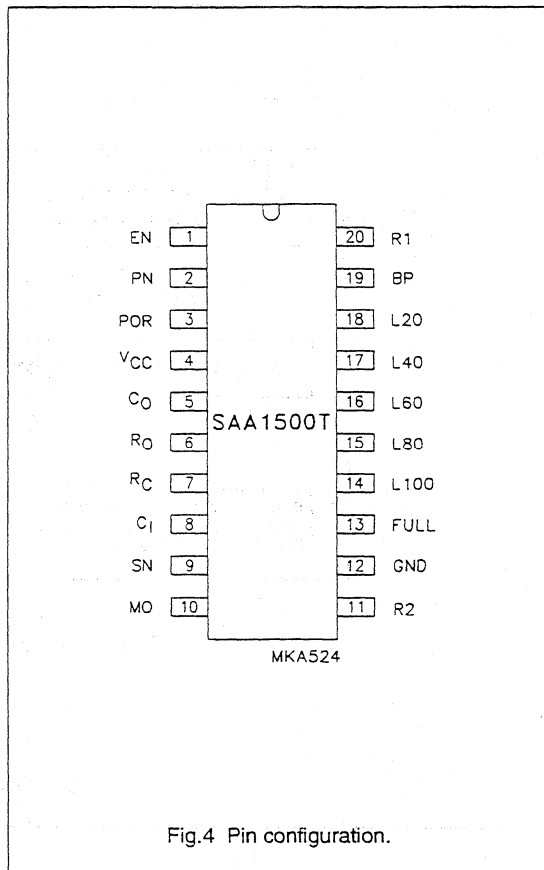 EN 1 20 R1
PN 2 19 BP
POR 3 18 L20
VCC 4 17 L40
CO 5 16 L60
SAA1500T
RO 6 15 L80
RC 7 14 L100
CI 8 13 FULL
SN 9 12 GND
MO 10 11 R2
MKA524
Fig.4 Pin configuration.